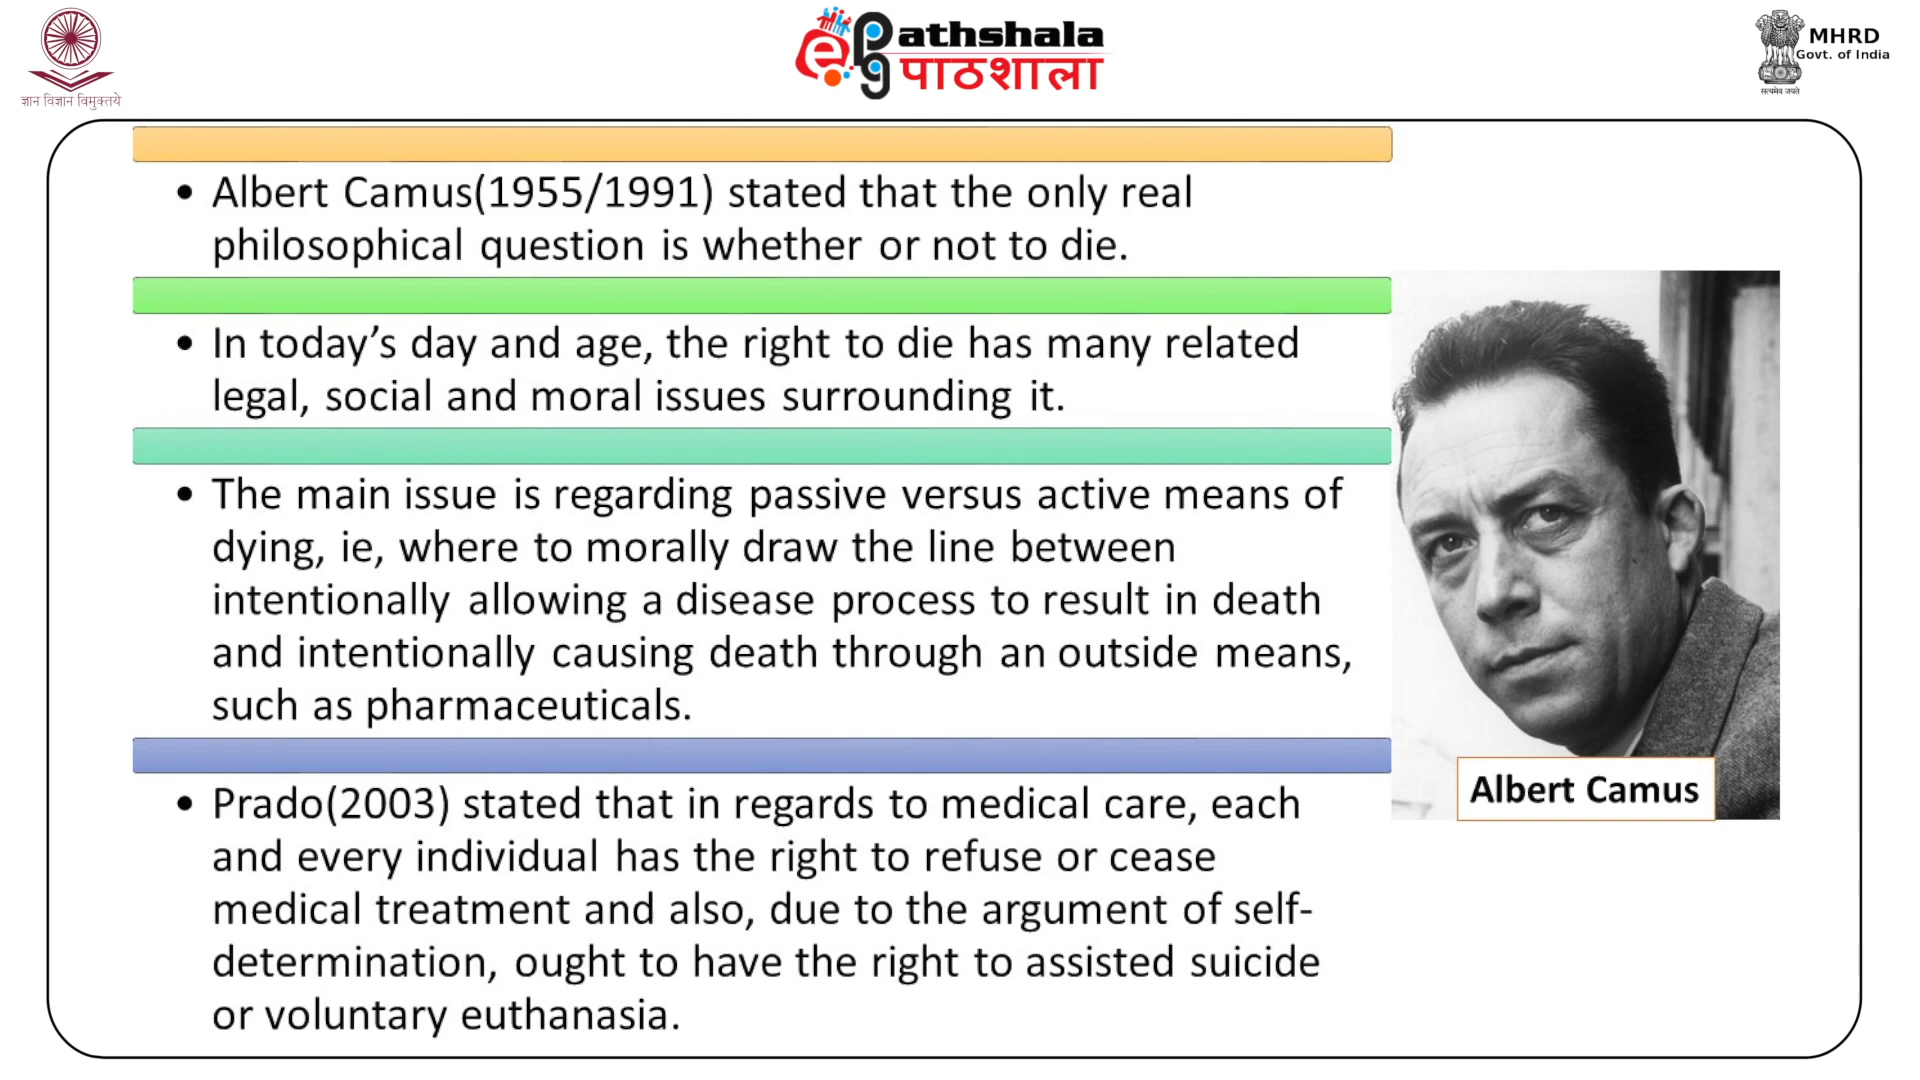 ज्ञान विज्ञान विमुक्तये
ePathshala
पाठशाला
MHRD
Govt. of India
सत्यमेव जयते
• Albert Camus(1955/1991) stated that the only real
philosophical question is whether or not to die.
• In today’s day and age, the right to die has many related
legal, social and moral issues surrounding it.
• The main issue is regarding passive versus active means of
dying, ie, where to morally draw the line between
intentionally allowing a disease process to result in death
and intentionally causing death through an outside means,
such as pharmaceuticals.
• Prado(2003) stated that in regards to medical care, each
and every individual has the right to refuse or cease
medical treatment and also, due to the argument of self-
determination, ought to have the right to assisted suicide
or voluntary euthanasia.
Albert Camus